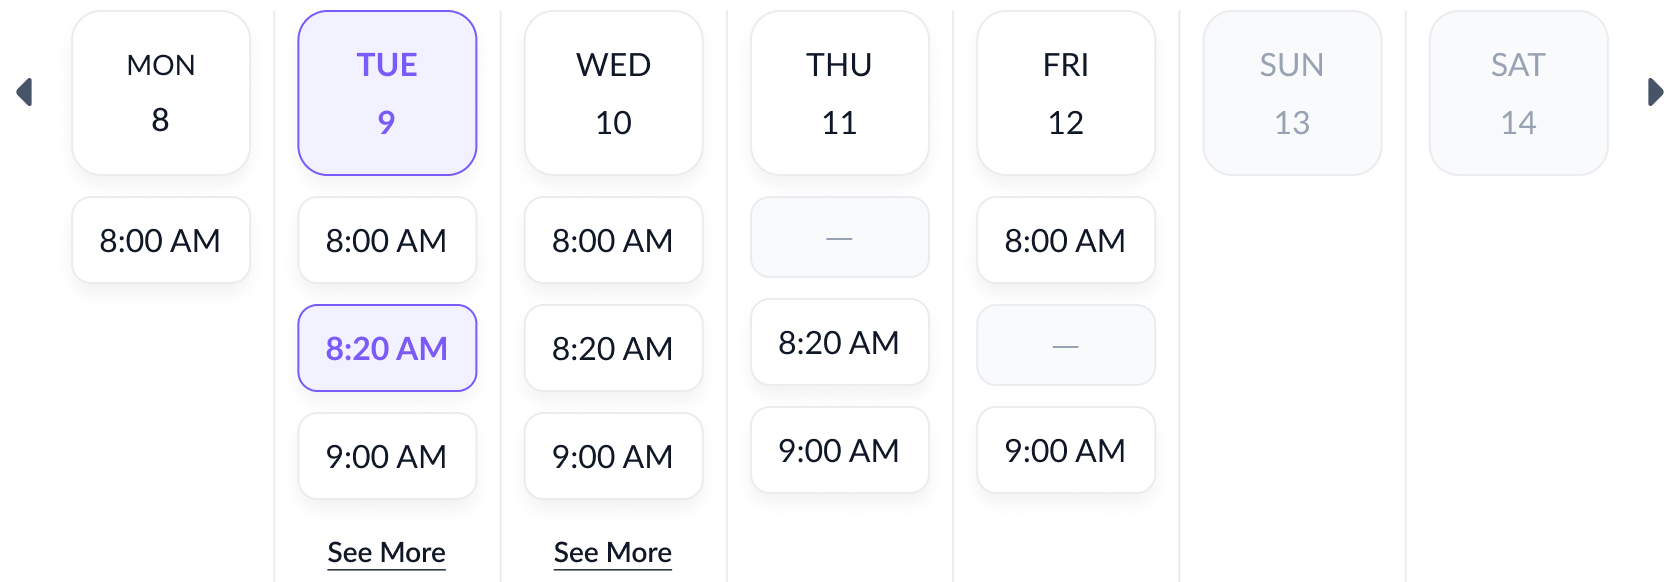 MON
8
TUE
9
WED
10
THU
11
FRI
12
SUN
13
SAT
14
8:00 AM
8:00 AM
8:20 AM
9:00 AM
See More
8:00 AM
8:20 AM
9:00 AM
See More
—
8:20 AM
9:00 AM
8:00 AM
—
9:00 AM